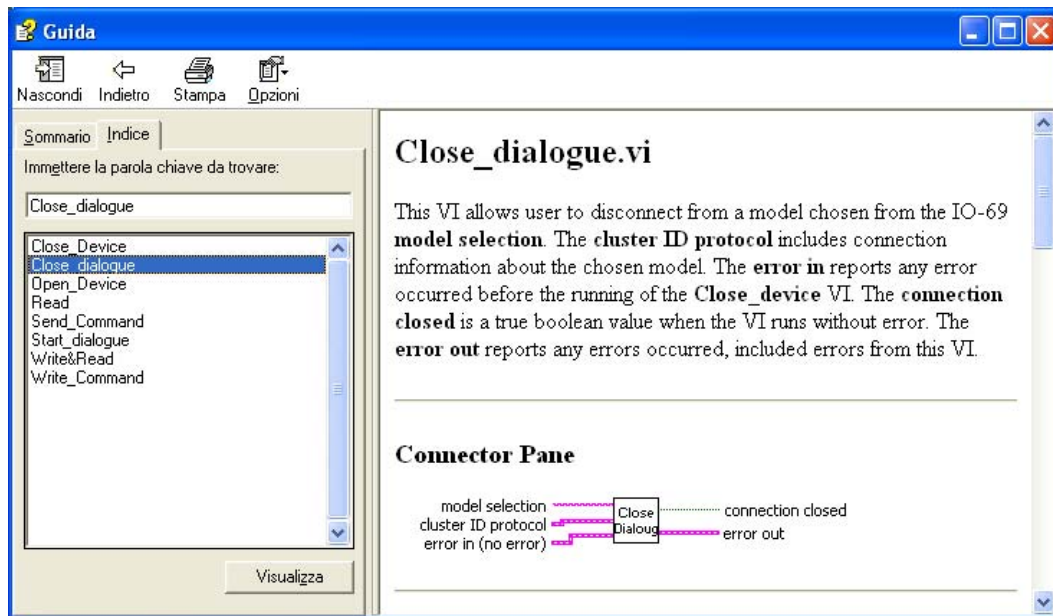 Guida
Nascondi Indietro Stampa Opzioni
Sommario Indice
Immettere la parola chiave da trovare:
Close_dialogue
Close_Device
Close_dialogue
Open_Device
Read
Send_Command
Start_dialogue
Write&Read
Write_Command
Visualizza
Close_dialogue.vi
This VI allows user to disconnect from a model chosen from the IO-69
model selection. The cluster ID protocol includes connection
information about the chosen model. The error in reports any error
occurred before the running of the Close_device VI. The connection
closed is a true boolean value when the VI runs without error. The
error out reports any errors occurred, included errors from this VI.
Connector Pane
model selection
cluster ID protocol
error in (no error)
Close
Dialoug
connection closed
error out